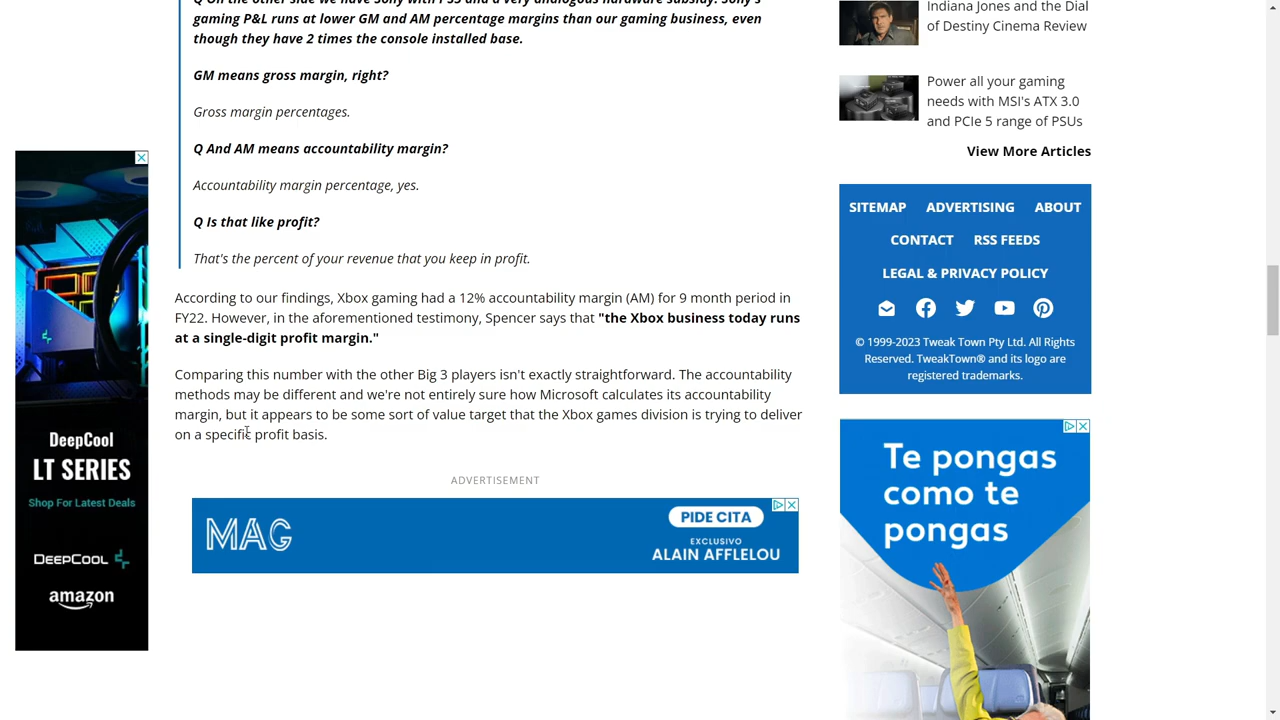 Q On the other side we have Sony with PS5 and a very analogous hardware subsidy. Sony's
gaming P&L runs at lower GM and AM percentage margins than our gaming business, even
though they have 2 times the console installed base.
GM means gross margin, right?
Gross margin percentages.
Q And AM means accountability margin?
Accountability margin percentage, yes.
Q Is that like profit?
That's the percent of your revenue that you keep in profit.
According to our findings, Xbox gaming had a 12% accountability margin (AM) for 9 month period in
FY22. However, in the aforementioned testimony, Spencer says that "the Xbox business today runs
at a single-digit profit margin."
Comparing this number with the other Big 3 players isn't exactly straightforward. The accountability
methods may be different and we're not entirely sure how Microsoft calculates its accountability
margin, but it appears to be some sort of value target that the Xbox games division is trying to deliver
on a specific profit basis.
ADVERTISEMENT
MAG
PIDE CITA
EXCLUSIVO
ALAIN AFFLELOU
DeepCool
LT SERIES
Shop For Latest Deals
DEEPCOOL
amazon
Indiana Jones and the Dial
of Destiny Cinema Review
Power all your gaming
needs with MSI's ATX 3.0
and PCIe 5 range of PSUs
View More Articles
SITEMAP ADVERTISING ABOUT
CONTACT RSS FEEDS
LEGAL & PRIVACY POLICY
© 1999-2023 Tweak Town Pty Ltd. All Rights
Reserved. TweakTown® and its logo are
registered trademarks.
Te pongas
como te
pongas